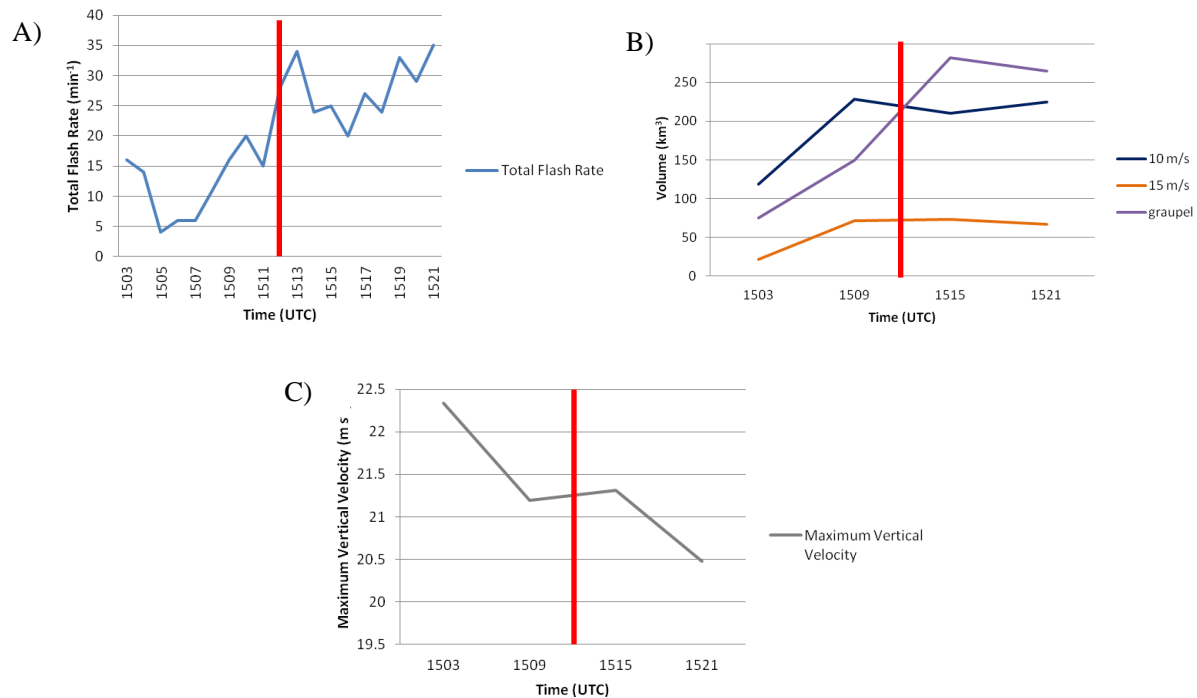 A)
Total Flash Rate (min⁻¹)
40
35
30
25
20
15
10
5
0
1503
1505
1507
1509
1511
1513
1515
1517
1519
1521
Time (UTC)
Total Flash Rate
B)
Volume (km³)
250
200
150
100
50
0
1503
1509
1515
1521
Time (UTC)
10 m/s
15 m/s
graupel
C)
Maximum Vertical Velocity (m s
22.5
22
21.5
21
20.5
20
19.5
1503
1509
1515
1521
Time (UTC)
Maximum Vertical
Velocity